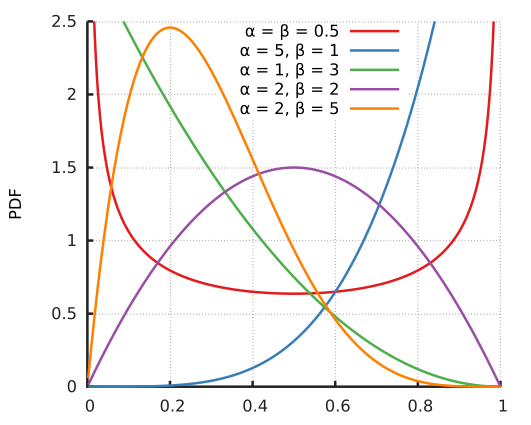 2.5
2
1.5
1
0.5
0
PDF
α = β = 0.5
α = 5, β = 1
α = 1, β = 3
α = 2, β = 2
α = 2, β = 5
0 0.2 0.4 0.6 0.8 1